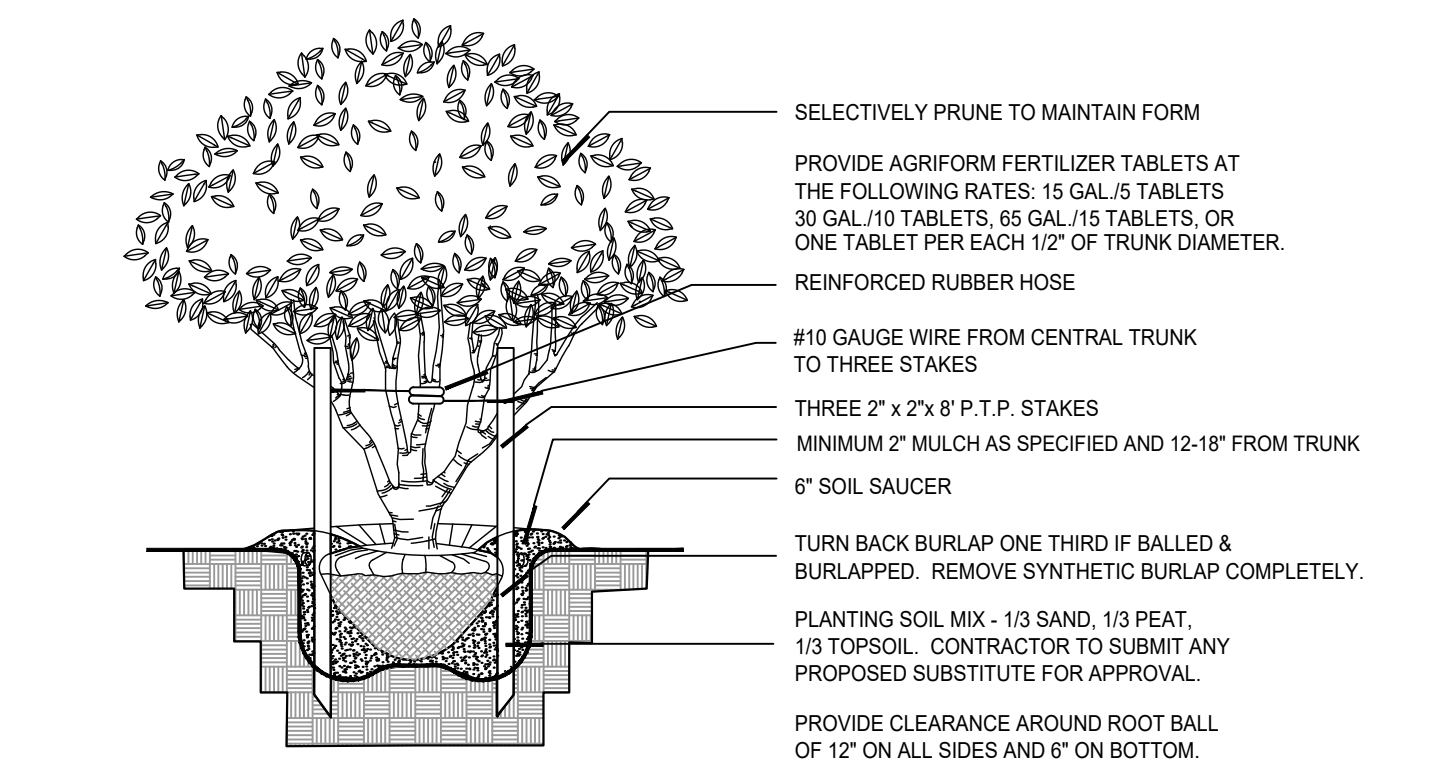 SELECTIVELY PRUNE TO MAINTAIN FORM
PROVIDE AGRIFORM FERTILIZER TABLETS AT
THE FOLLOWING RATES: 15 GAL./5 TABLETS
30 GAL./10 TABLETS, 65 GAL./15 TABLETS, OR
ONE TABLET PER EACH 1/2" OF TRUNK DIAMETER.
REINFORCED RUBBER HOSE
#10 GAUGE WIRE FROM CENTRAL TRUNK
TO THREE STAKES
THREE 2" x 2"x 8' P.T.P. STAKES
MINIMUM 2" MULCH AS SPECIFIED AND 12-18" FROM TRUNK
6" SOIL SAUCER
TURN BACK BURLAP ONE THIRD IF BALLED &
BURLAPPED. REMOVE SYNTHETIC BURLAP COMPLETELY.
PLANTING SOIL MIX - 1/3 SAND, 1/3 PEAT,
1/3 TOPSOIL. CONTRACTOR TO SUBMIT ANY
PROPOSED SUBSTITUTE FOR APPROVAL.
PROVIDE CLEARANCE AROUND ROOT BALL
OF 12" ON ALL SIDES AND 6" ON BOTTOM.